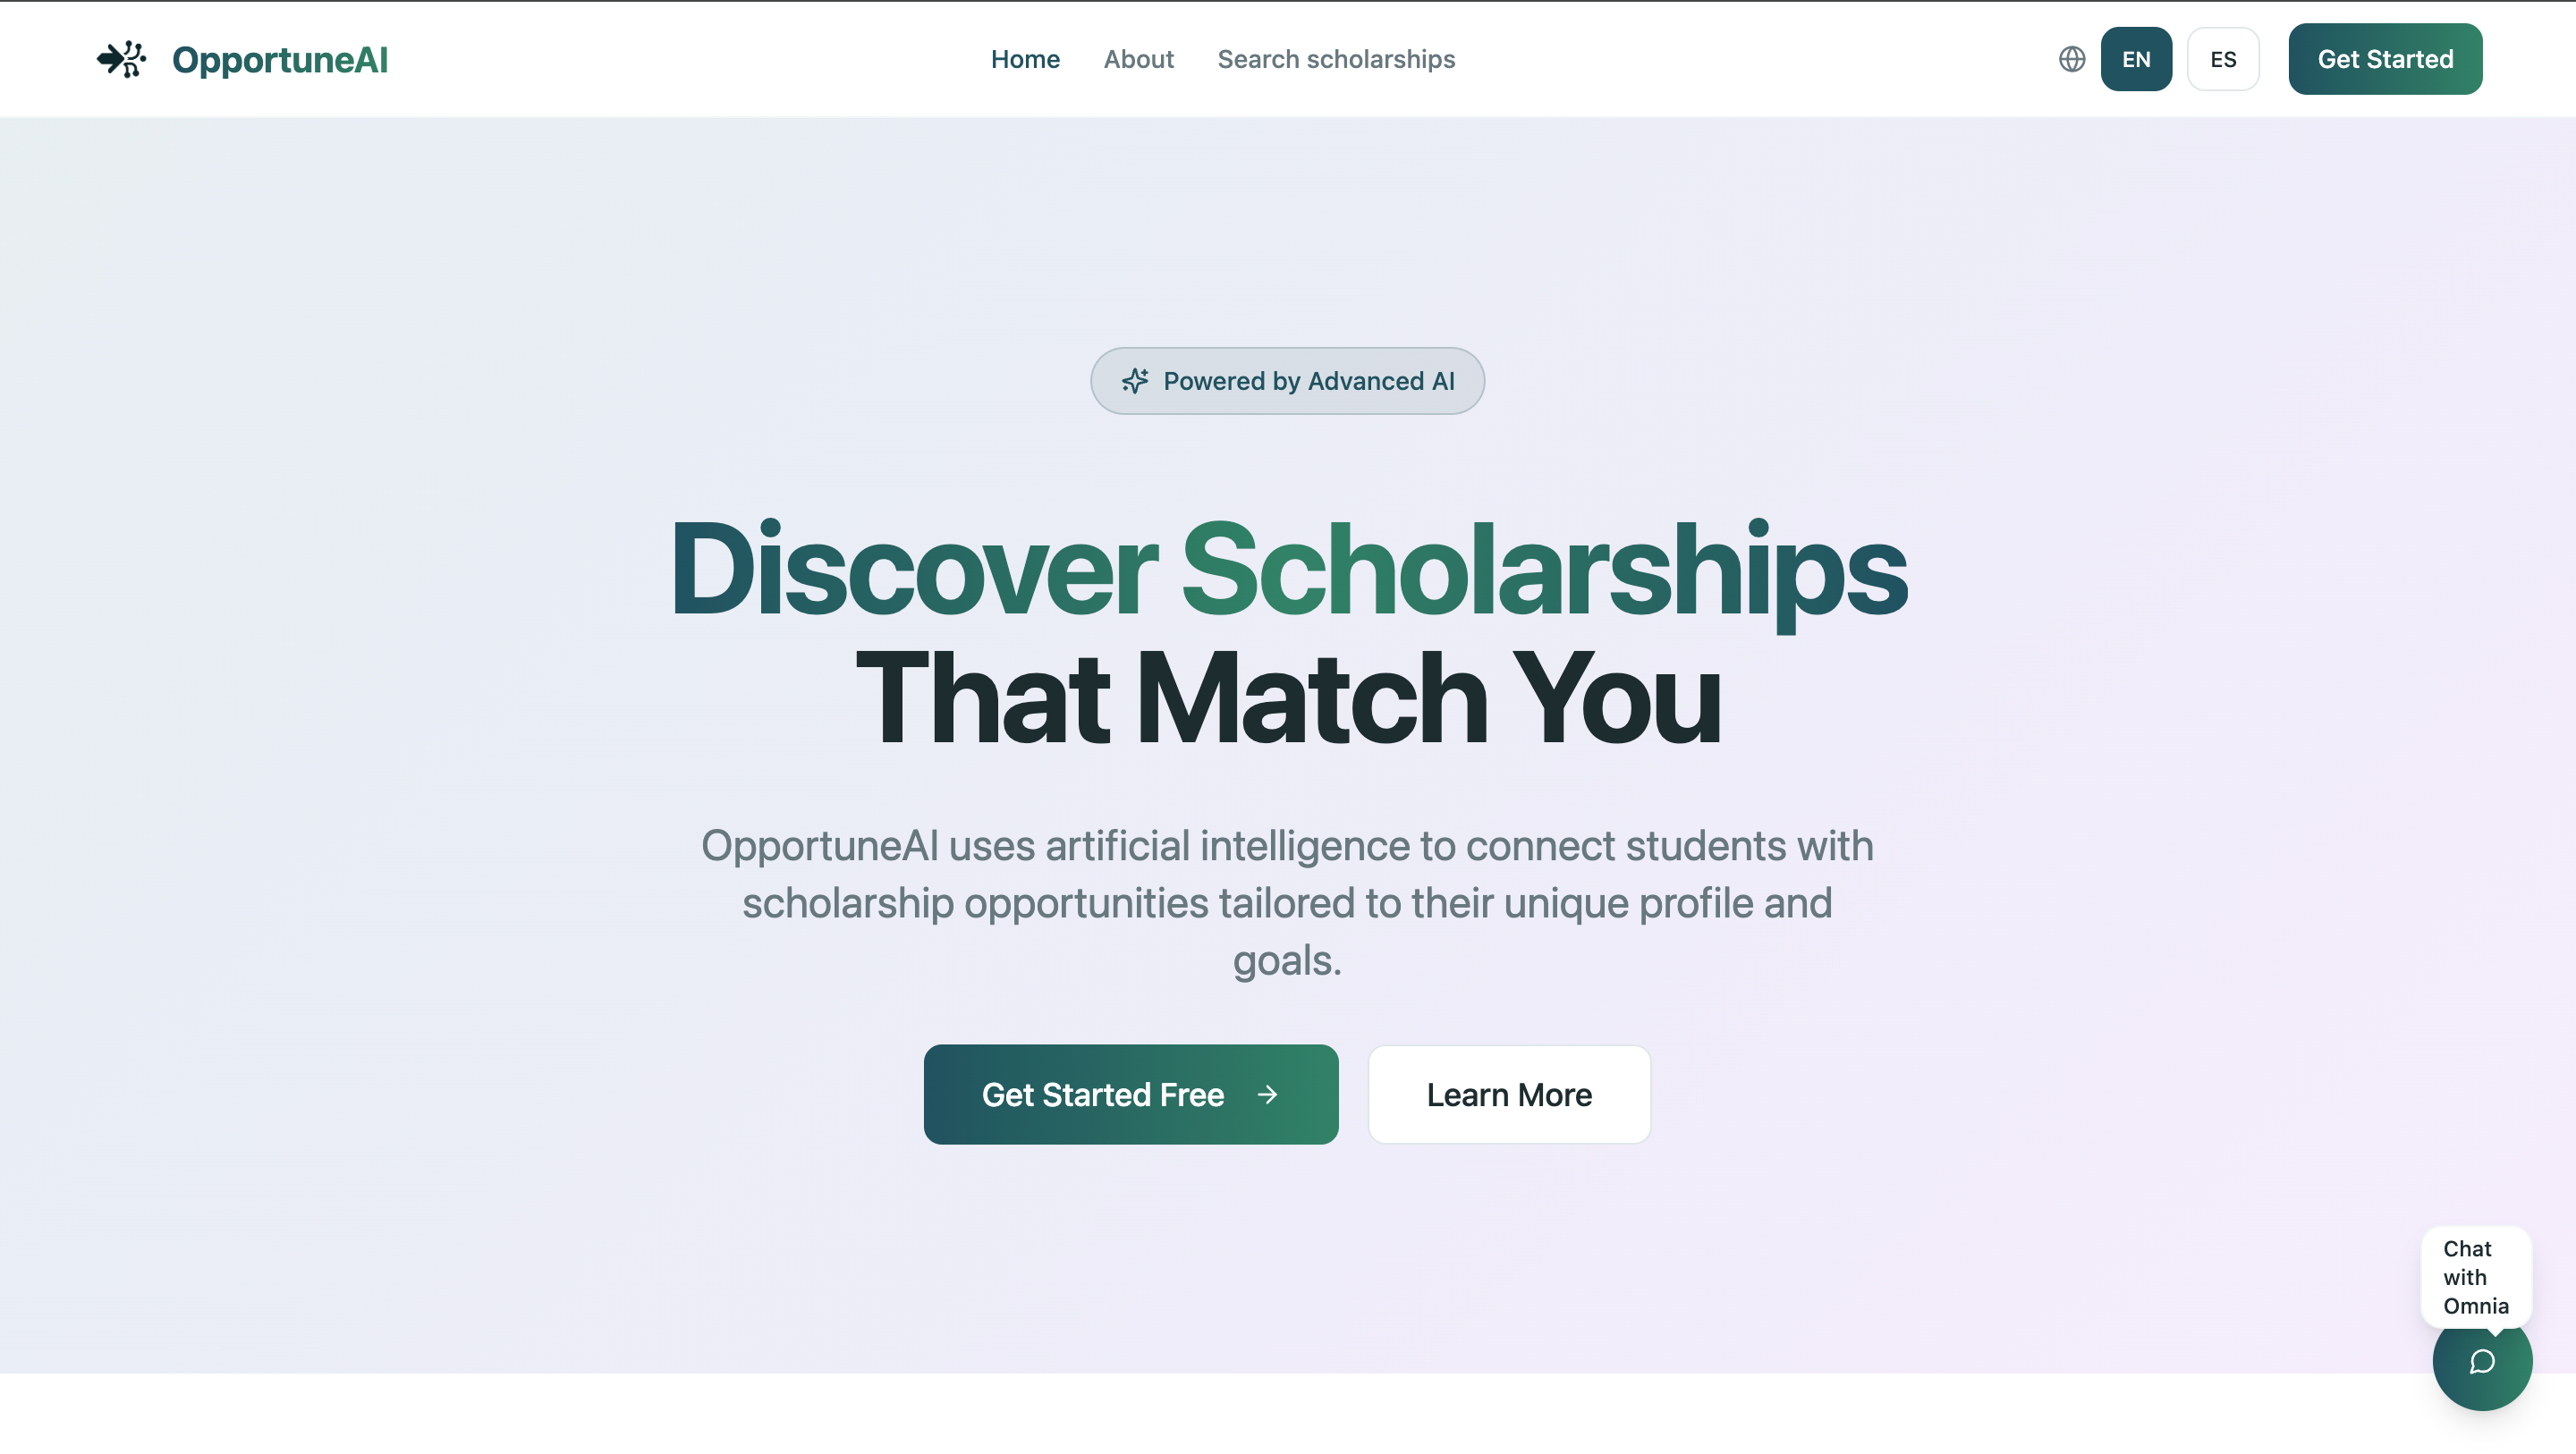 OpportuneAI
Home
About
Search scholarships
EN
ES
Get Started
Powered by Advanced AI
Discover Scholarships
That Match You
OpportuneAI uses artificial intelligence to connect students with
scholarship opportunities tailored to their unique profile and
goals.
Get Started Free
Learn More
Chat
with
Omnia